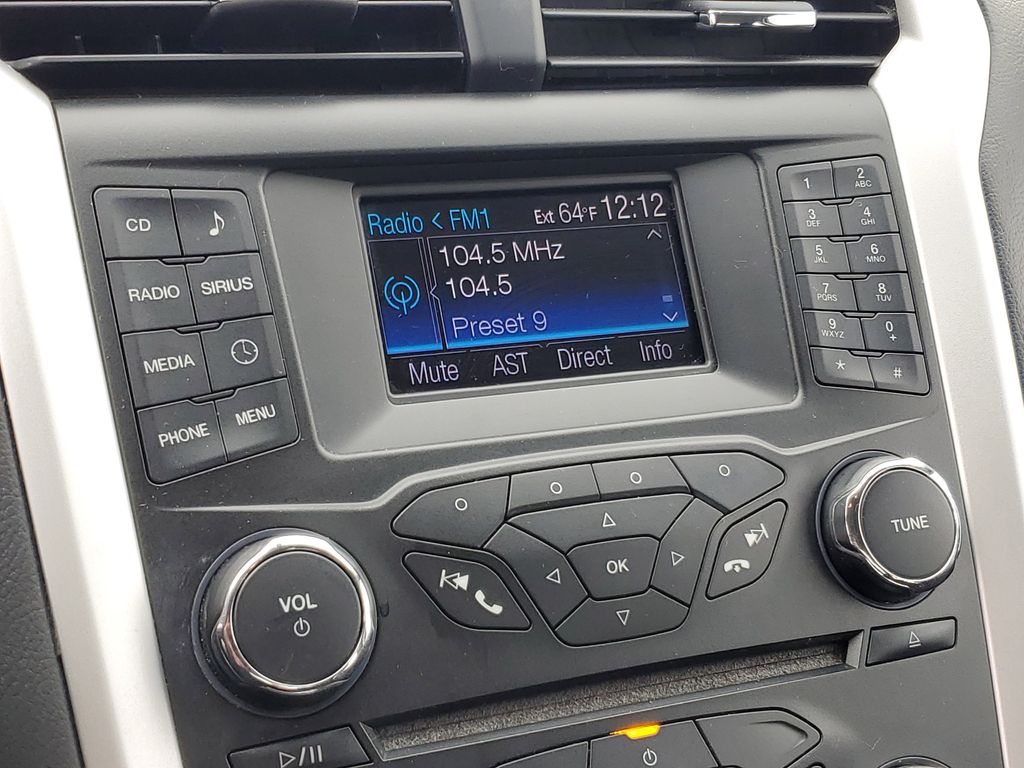 CD
RADIO SIRIUS
MEDIA
PHONE MENU
Radio < FM1 Ext 64°F 12:12
104.5 MHz
104.5
Preset 9
Mute AST Direct Info
1 2 ABC
3 DEF 4 GHI
5 JKL 6 MNO
7 PQRS 8 TUV
9 WXYZ 0 +
* #
OK
VOL
TUNE